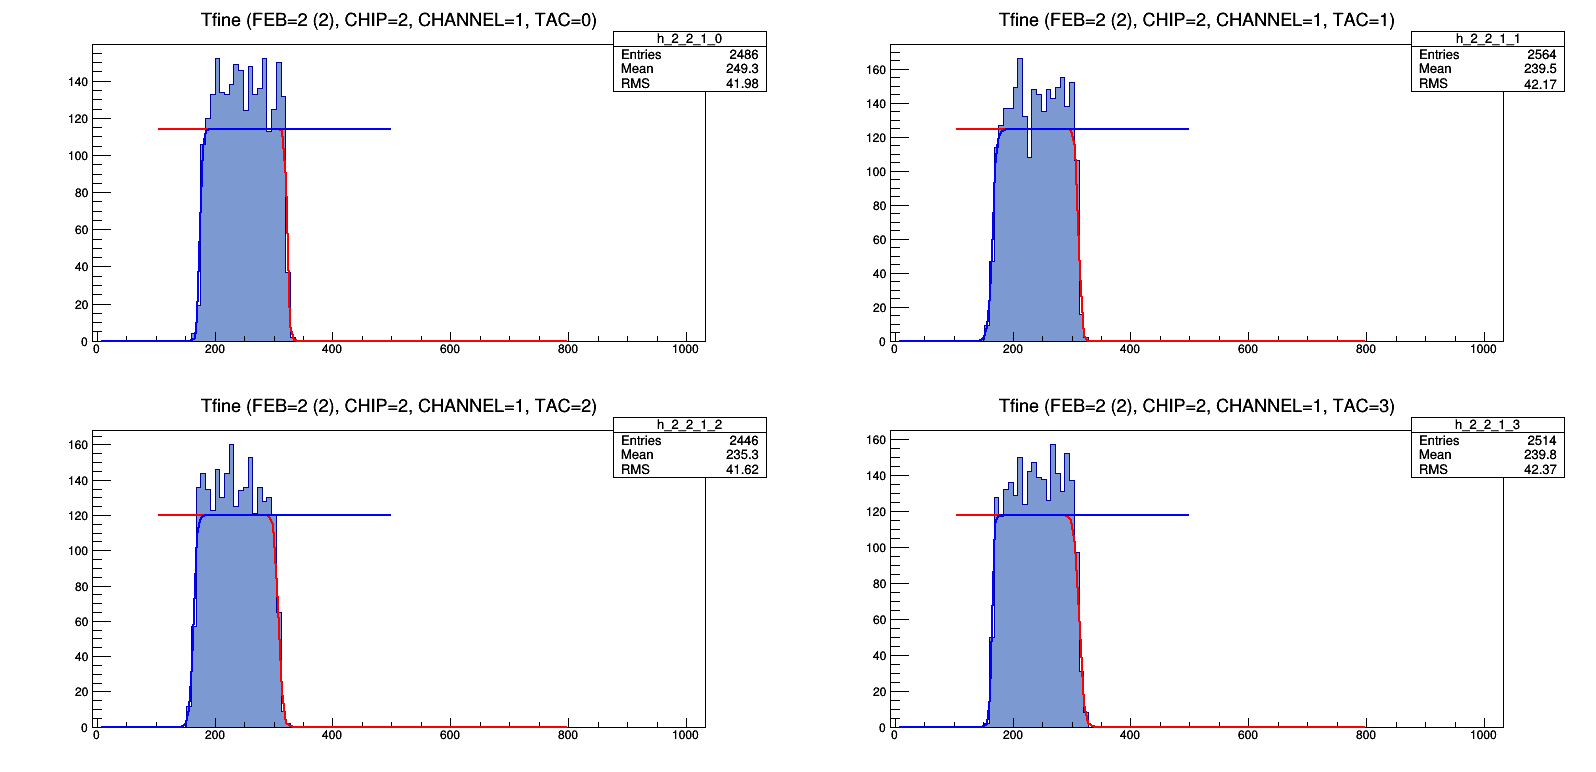 Tfine (FEB=2 (2), CHIP=2, CHANNEL=1, TAC=0)
h_2_2_1_0
Entries 2486
Mean 249.3
RMS 41.98
140
120
100
80
60
40
20
0
0 200 400 600 800 1000
Tfine (FEB=2 (2), CHIP=2, CHANNEL=1, TAC=1)
h_2_2_1_1
Entries 2564
Mean 239.5
RMS 42.17
160
140
120
100
80
60
40
20
0
0 200 400 600 800 1000
Tfine (FEB=2 (2), CHIP=2, CHANNEL=1, TAC=2)
h_2_2_1_2
Entries 2446
Mean 235.3
RMS 41.62
160
140
120
100
80
60
40
20
0
0 200 400 600 800 1000
Tfine (FEB=2 (2), CHIP=2, CHANNEL=1, TAC=3)
h_2_2_1_3
Entries 2514
Mean 239.8
RMS 42.37
160
140
120
100
80
60
40
20
0
0 200 400 600 800 1000